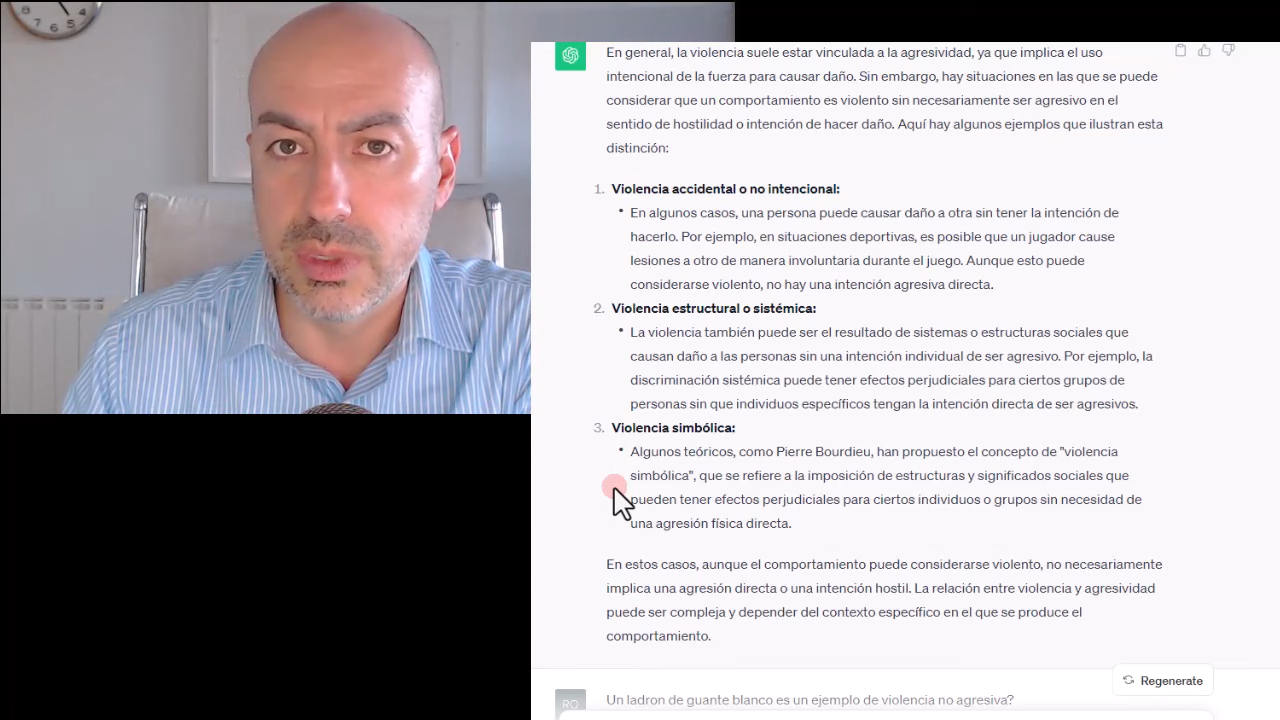 8
7
6
5
4
En general, la violencia suele estar vinculada a la agresividad, ya que implica el uso
intencional de la fuerza para causar daño. Sin embargo, hay situaciones en las que se puede
considerar que un comportamiento es violento sin necesariamente ser agresivo en el
sentido de hostilidad o intención de hacer daño. Aquí hay algunos ejemplos que ilustran esta
distinción:
1. Violencia accidental o no intencional:
• En algunos casos, una persona puede causar daño a otra sin tener la intención de
hacerlo. Por ejemplo, en situaciones deportivas, es posible que un jugador cause
lesiones a otro de manera involuntaria durante el juego. Aunque esto puede
considerarse violento, no hay una intención agresiva directa.
2. Violencia estructural o sistémica:
• La violencia también puede ser el resultado de sistemas o estructuras sociales que
causan daño a las personas sin una intención individual de ser agresivo. Por ejemplo, la
discriminación sistémica puede tener efectos perjudiciales para ciertos grupos de
personas sin que individuos específicos tengan la intención directa de ser agresivos.
3. Violencia simbólica:
• Algunos teóricos, como Pierre Bourdieu, han propuesto el concepto de "violencia
simbólica", que se refiere a la imposición de estructuras y significados sociales que
pueden tener efectos perjudiciales para ciertos individuos o grupos sin necesidad de
una agresión física directa.
En estos casos, aunque el comportamiento puede considerarse violento, no necesariamente
implica una agresión directa o una intención hostil. La relación entre violencia y agresividad
puede ser compleja y depender del contexto específico en el que se produce el
comportamiento.
Regenerate
RO
Un ladron de guante blanco es un ejemplo de violencia no agresiva?